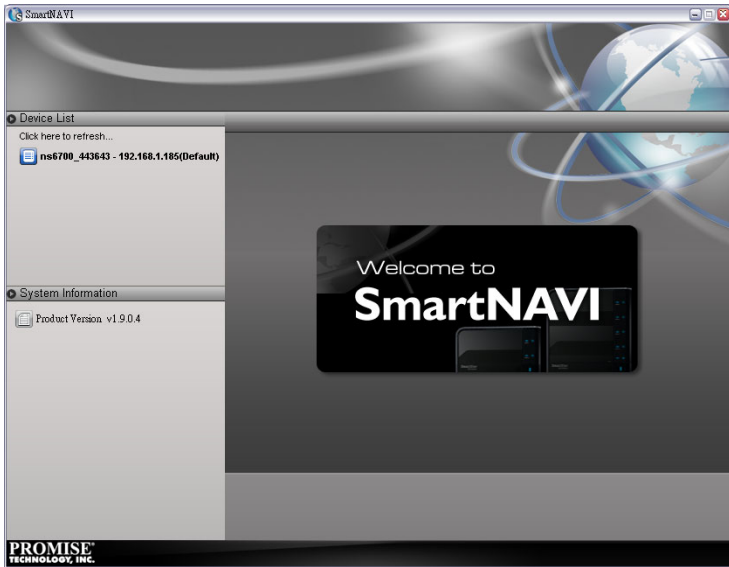 SmartNAVI
Device List
Click here to refresh...
ns6700_443643 - 192.168.1.185(Default)
System Information
Product Version v1.9.0.4
Welcome to
SmartNAVI
PROMISE®
TECHNOLOGY, INC.